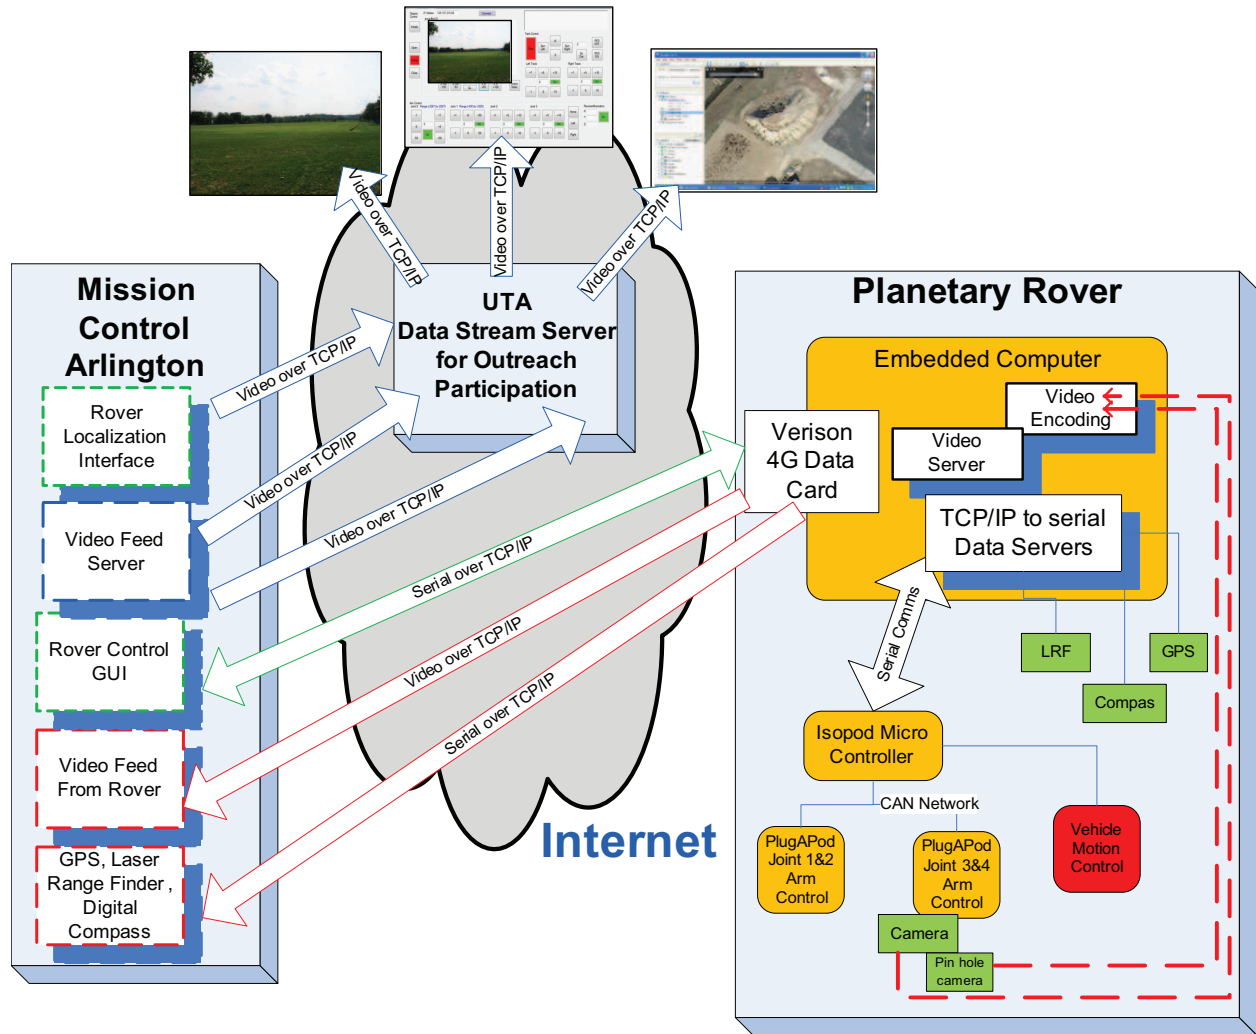 Video over TCP/IP
Video over TCP/IP
Video over TCP/IP
Mission
Control
Arlington
Rover
Localization
Interface
Video Feed
Server
Rover Control
GUI
Video Feed
From Rover
GPS, Laser
Range Finder ,
Digital
Compass
Video over TCP/IP
Video over TCP/IP
Video over TCP/IP
Serial over TCP/IP
Video over TCP/IP
Serial over TCP/IP
UTA
Data Stream Server
for Outreach
Participation
Internet
Planetary Rover
Embedded Computer
Video
Encoding
Video
Server
Verison
4G Data
Card
TCP/IP to serial
Data Servers
Serial Comms
LRF
GPS
Compas
Isopod Micro
Controller
CAN Network
PlugAPod
Joint 1&2
Arm
Control
PlugAPod
Joint 3&4
Arm
Control
Vehicle
Motion
Control
Camera
Pin hole
camera